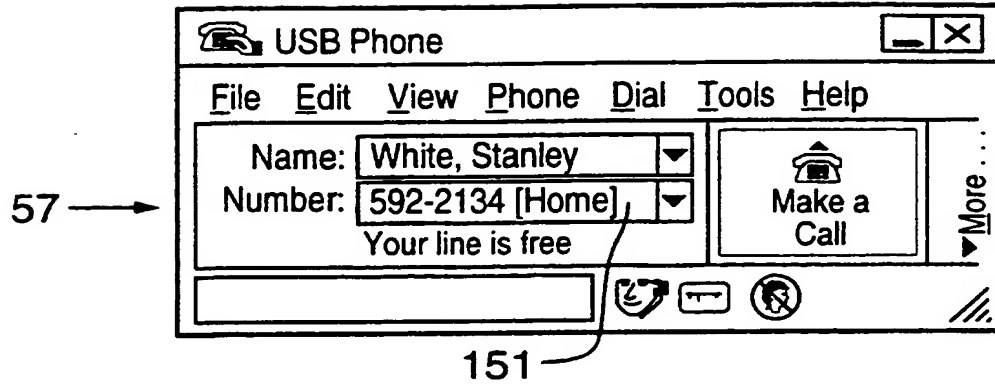 USB Phone
File Edit View Phone Dial Tools Help
Name: White, Stanley
Number: 592-2134 [Home]
Your line is free
Make a
Call
More . . .
57
151